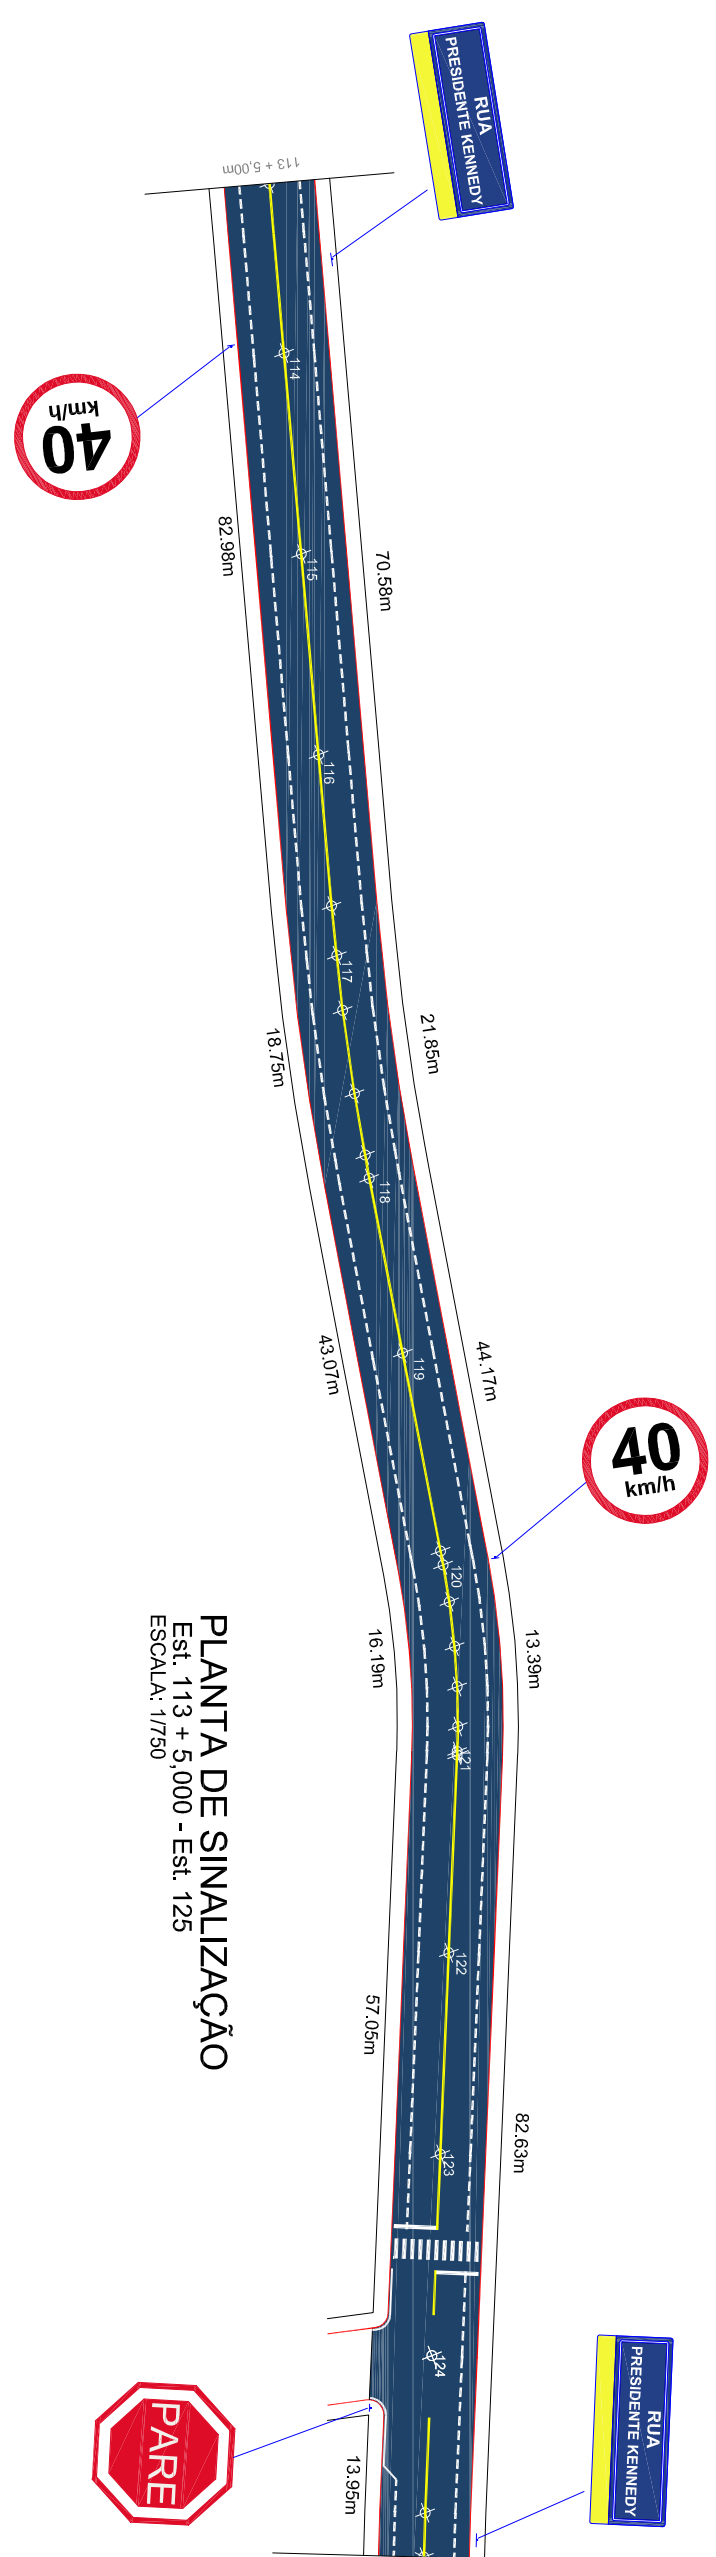 RUA
PRESIDENTE KENNEDY
113 + 5,00m
114
40
km/h
82.98m
115
70.58m
116
117
18.75m
21.85m
118
43.07m
119
44.17m
40
km/h
120
16.19m
13.39m
121
PLANTA DE SINALIZAÇÃO
Est. 113 + 5,000 - Est. 125
ESCALA: 1/750
122
57.05m
123
82.63m
124
RUA
PRESIDENTE KENNEDY
PARE
13.95m